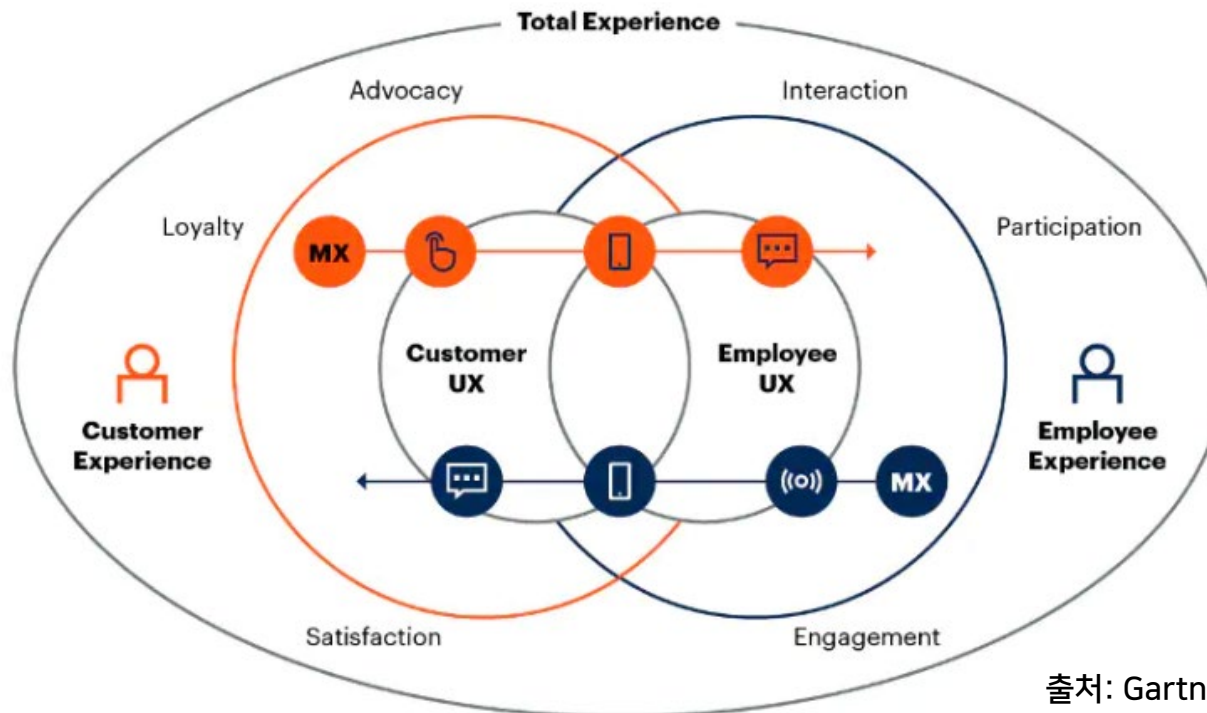 Total Experience
Advocacy
Interaction
Loyalty
Participation
MX
Customer
UX
Employee
UX
Customer
Experience
Employee
Experience
MX
Satisfaction
Engagement
출처: Gartn